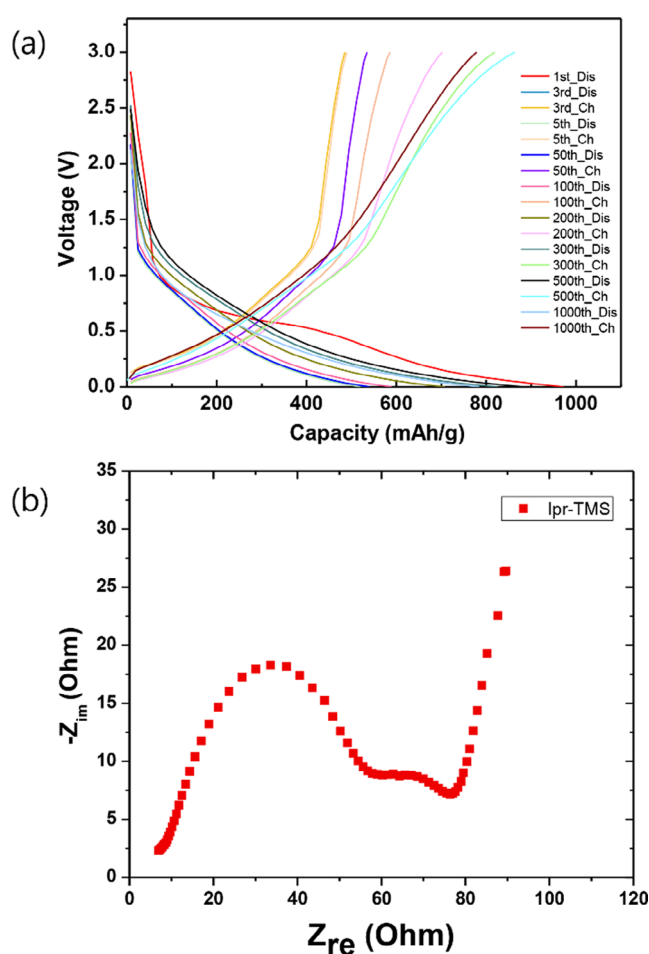 (a)
3.0
2.5
2.0
1.5
1.0
0.5
0.0
Voltage (V)
0
200
400
600
800
1000
Capacity (mAh/g)
1st_Dis
3rd_Dis
3rd_Ch
5th_Dis
5th_Ch
50th_Dis
50th_Ch
100th_Dis
100th_Ch
200th_Dis
200th_Ch
300th_Dis
300th_Ch
500th_Dis
500th_Ch
1000th_Dis
1000th_Ch
(b)
35
30
25
20
15
10
5
0
-Zim (Ohm)
Ipr-TMS
0
20
40
60
80
100
120
Zre (Ohm)